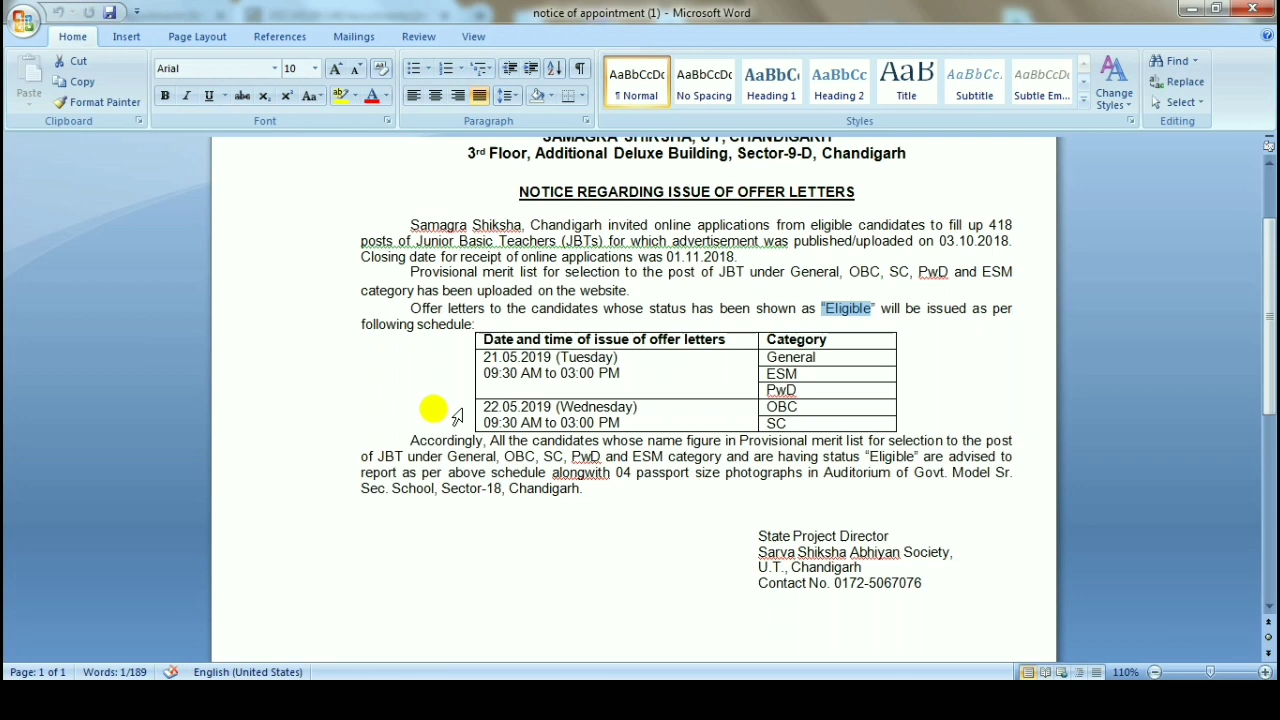 notice of appointment (1) - Microsoft Word
Home Insert Page Layout References Mailings Review View
Paste
Cut
Copy
Format Painter
Clipboard
Arial 10
B I U abc X₂ X² Aa
Font
Paragraph
AaBbCcDc AaBbCcDc AaBbC AaBbCc AaB AaBbCc. AaBbCcDc
¶ Normal No Spacing Heading 1 Heading 2 Title Subtitle Subtle Em...
Change Styles
Styles
Find
Replace
Select
Editing
SAMAGRA SHIKSHA, UT, CHANDIGARH
3rd Floor, Additional Deluxe Building, Sector-9-D, Chandigarh
NOTICE REGARDING ISSUE OF OFFER LETTERS
Samagra Shiksha, Chandigarh invited online applications from eligible candidates to fill up 418
posts of Junior Basic Teachers (JBTs) for which advertisement was published/uploaded on 03.10.2018.
Closing date for receipt of online applications was 01.11.2018.
Provisional merit list for selection to the post of JBT under General, OBC, SC, PwD and ESM
category has been uploaded on the website.
Offer letters to the candidates whose status has been shown as "Eligible" will be issued as per
following schedule:
Date and time of issue of offer letters Category
21.05.2019 (Tuesday) General
09:30 AM to 03:00 PM ESM
PwD
22.05.2019 (Wednesday) OBC
09:30 AM to 03:00 PM SC
Accordingly, All the candidates whose name figure in Provisional merit list for selection to the post
of JBT under General, OBC, SC, PwD and ESM category and are having status "Eligible" are advised to
report as per above schedule alongwith 04 passport size photographs in Auditorium of Govt. Model Sr.
Sec. School, Sector-18, Chandigarh.
State Project Director
Sarva Shiksha Abhiyan Society,
U.T., Chandigarh
Contact No. 0172-5067076
Page: 1 of 1 Words: 1/189 English (United States) 110%